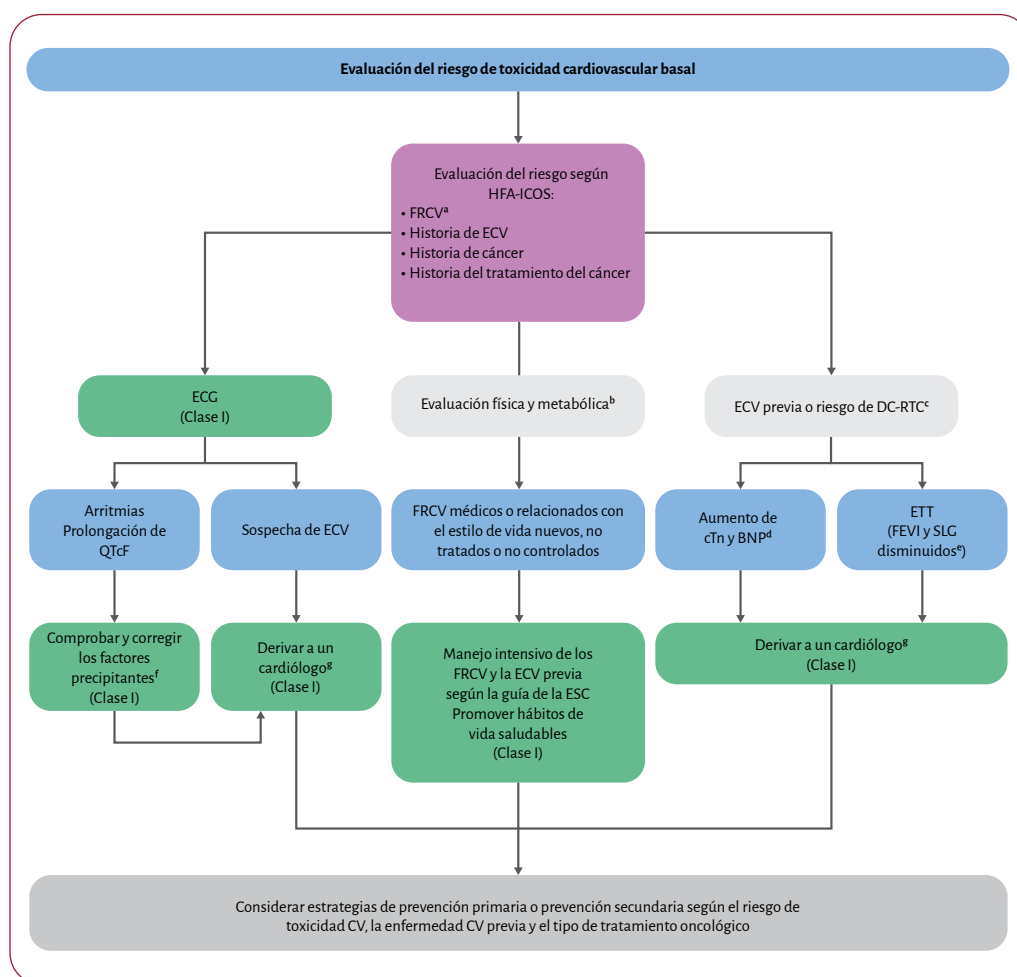 Evaluación del riesgo de toxicidad cardiovascular basal
Evaluación del riesgo según
HFA-ICOS:
• FRCVᵃ
• Historia de ECV
• Historia de cáncer
• Historia del tratamiento del cáncer
ECG
(Clase I)
Evaluación física y metabólicaᵇ
ECV previa o riesgo de DC-RTCᶜ
Arritmias
Prolongación de
QTcF
Sospecha de ECV
FRCV médicos o relacionados con
el estilo de vida nuevos, no
tratados o no controlados
Aumento de
cTn y BNPᵈ
ETT
(FEVI y SLG
disminuidosᵉ)
Comprobar y corregir
los factores
precipitantesᶠ
(Clase I)
Derivar a un
cardiólogoᵍ
(Clase I)
Manejo intensivo de los
FRCV y la ECV previa
según la guía de la ESC
Promover hábitos de
vida saludables
(Clase I)
Derivar a un cardiólogoᵍ
(Clase I)
Considerar estrategias de prevención primaria o prevención secundaria según el riesgo de
toxicidad CV, la enfermedad CV previa y el tipo de tratamiento oncológico